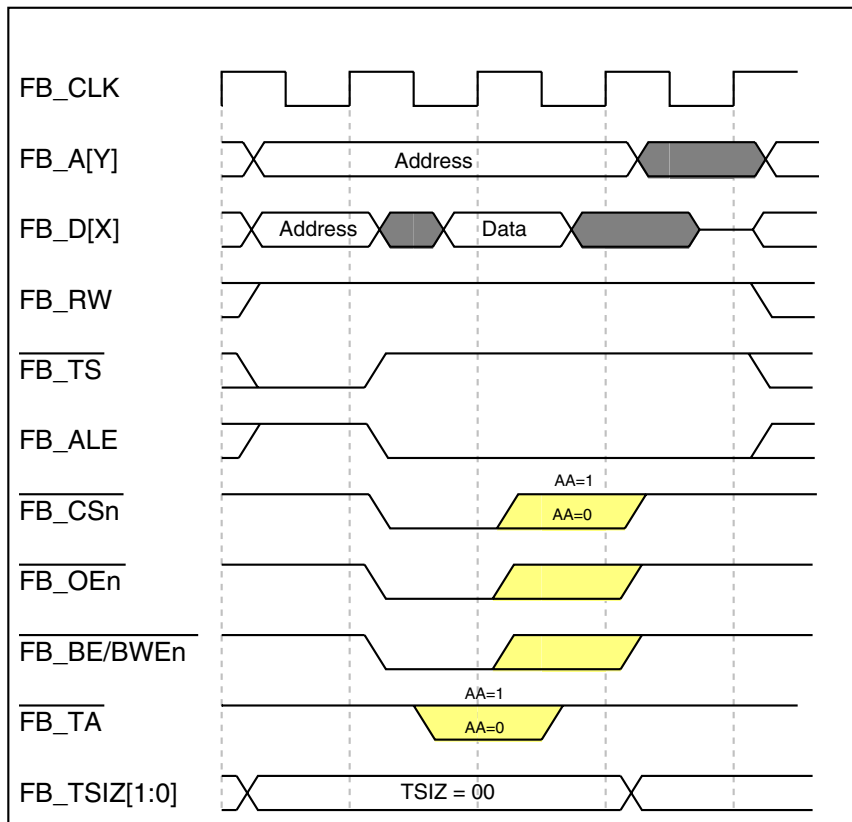 FB_CLK
FB_A[Y] Address
FB_D[X] Address Data
FB_RW
FB_TS
FB_ALE
AA=1
FB_CSn AA=0
FB_OEn
FB_BE/BWEn
AA=1
FB_TA AA=0
FB_TSIZ[1:0] TSIZ = 00